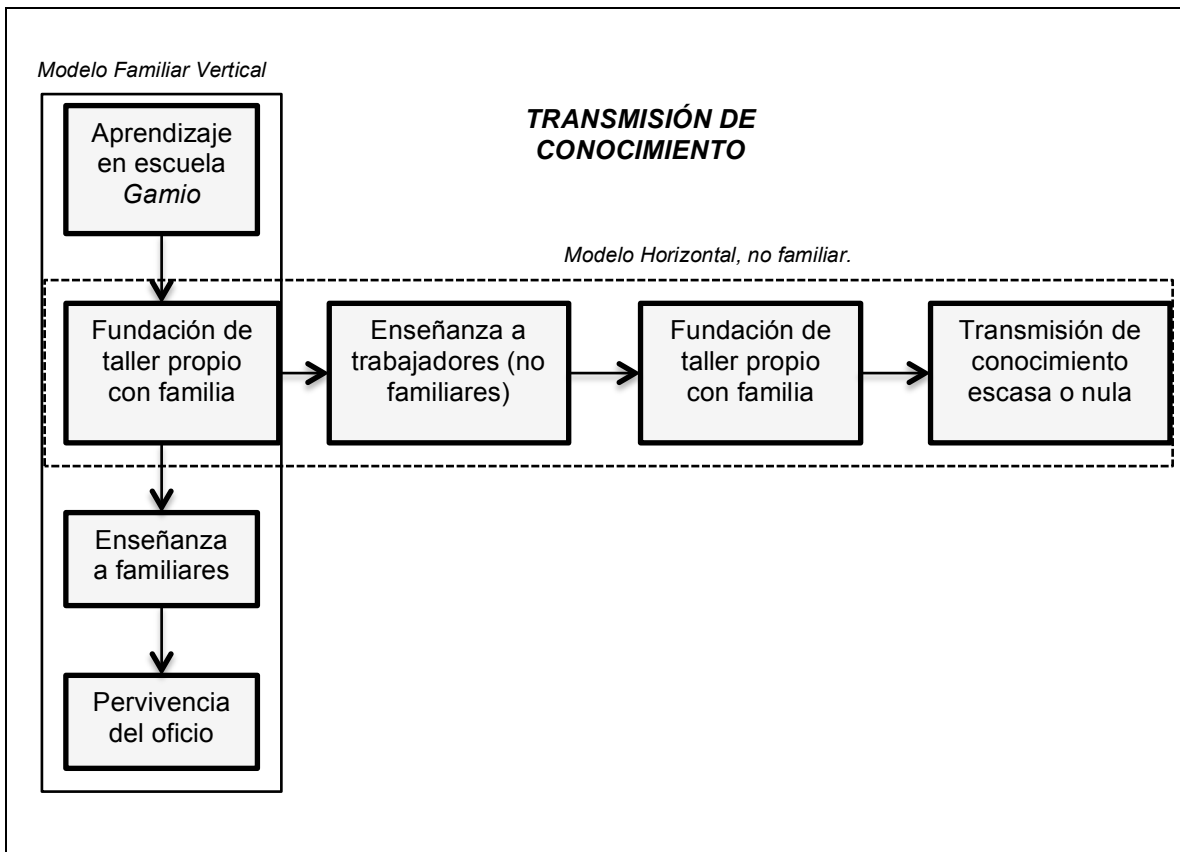 Modelo Familiar Vertical
TRANSMISIÓN DE
CONOCIMIENTO
Aprendizaje
en escuela
Gamio
Modelo Horizontal, no familiar.
Fundación de
taller propio
con familia
Enseñanza a
trabajadores (no
familiares)
Fundación de
taller propio
con familia
Transmisión de
conocimiento
escasa o nula
Enseñanza
a familiares
Pervivencia
del oficio